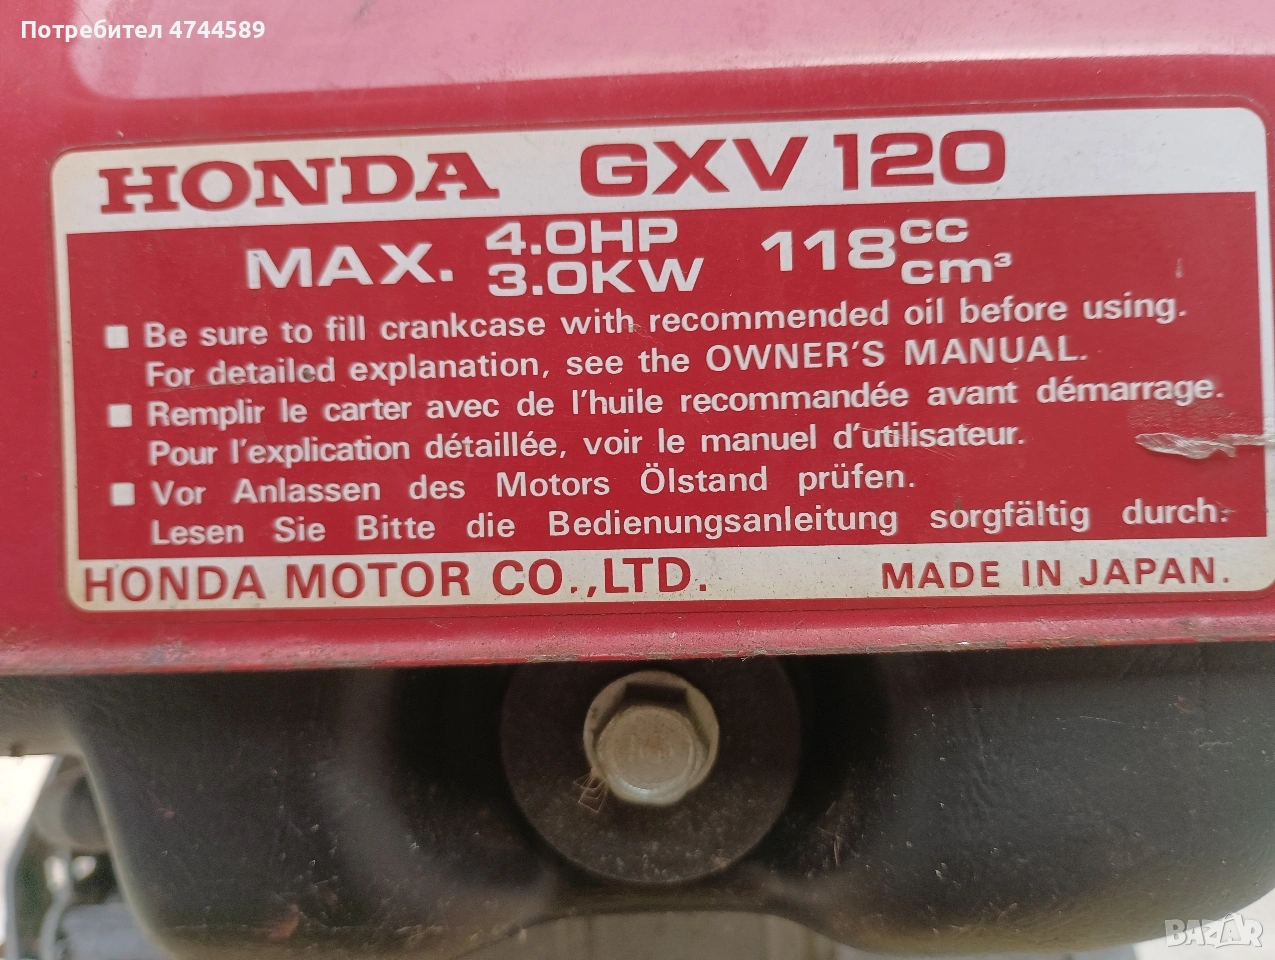 Потребител 4744589
HONDA GXV120
MAX. 4.0HP 118cc
3.0KW cm³
■ Be sure to fill crankcase with recommended oil before using.
For detailed explanation, see the OWNER'S MANUAL.
■ Remplir le carter avec de l'huile recommandée avant démarrage.
Pour l'explication détaillée, voir le manuel d'utilisateur.
■ Vor Anlassen des Motors Ölstand prüfen.
Lesen Sie Bitte die Bedienungsanleitung sorgfältig durch.
HONDA MOTOR CO.,LTD. MADE IN JAPAN.
BAZAR